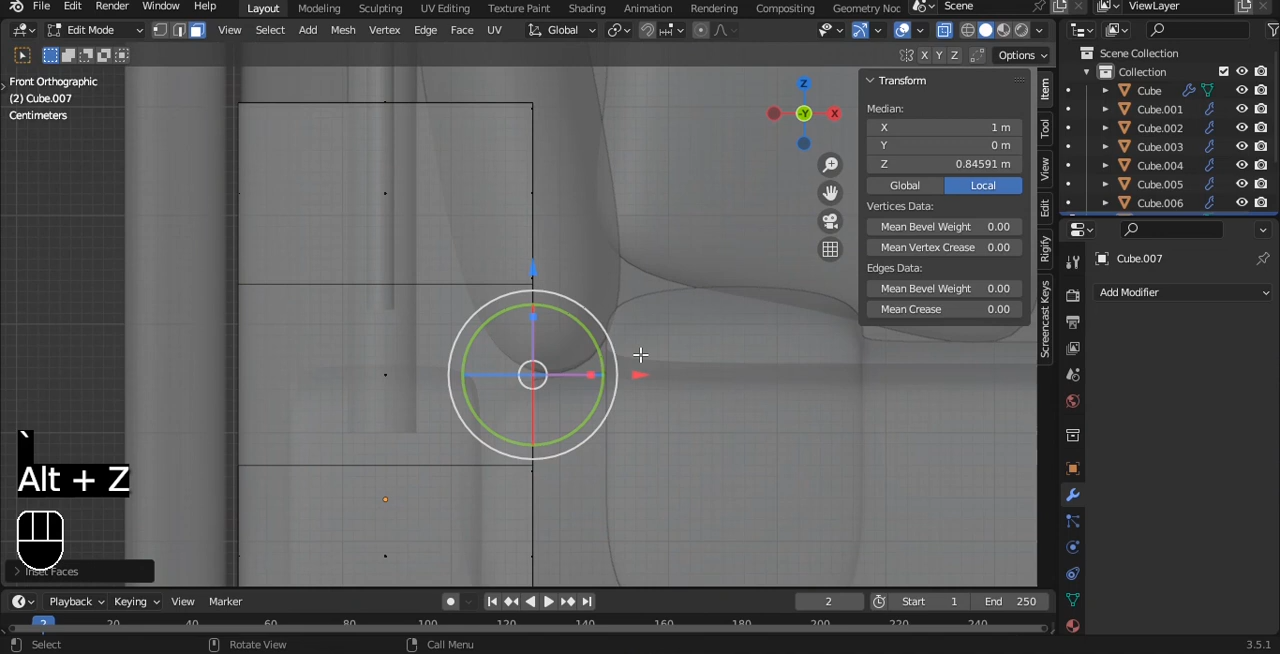 File Edit Render Window Help Layout Modeling Sculpting UV Editing Texture Paint Shading Animation Rendering Compositing Geometry Noc Scene ViewLayer
Edit Mode View Select Add Mesh Vertex Edge Face UV Global
X Y Z Options
Front Orthographic
(2) Cube.007
Centimeters
Z
-Y
X
Transform
Median:
X 1 m
Y 0 m
Z 0.84591 m
Global Local
Vertices Data:
Mean Bevel Weight 0.00
Mean Vertex Crease 0.00
Edges Data:
Mean Bevel Weight 0.00
Mean Crease 0.00
Item
Tool
View
Edit
Rigify
Screencast Keys
Scene Collection
Collection
Cube
Cube.001
Cube.002
Cube.003
Cube.004
Cube.005
Cube.006
Cube.007
Add Modifier
`
Alt + Z
Inset Faces
Playback Keying View Marker 2 Start 1 End 250
2 20 40 60 80 100 120 140 160 180 200 220 240
Select Rotate View Call Menu 3.5.1